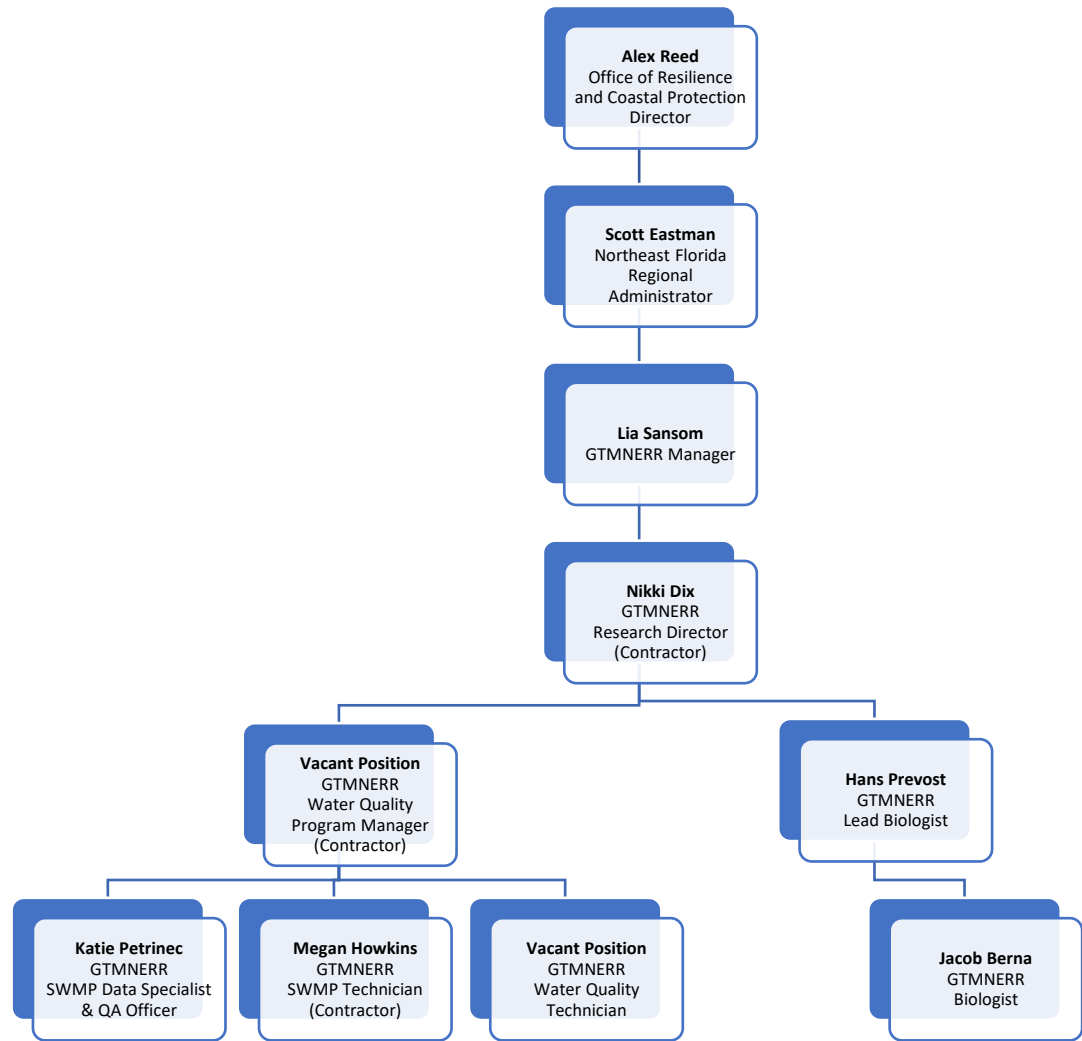 Alex Reed
Office of Resilience
and Coastal Protection
Director
Scott Eastman
Northeast Florida
Regional
Administrator
Lia Sansom
GTMNERR Manager
Nikki Dix
GTMNERR
Research Director
(Contractor)
Vacant Position
GTMNERR
Water Quality
Program Manager
(Contractor)
Hans Prevost
GTMNERR
Lead Biologist
Katie Petrinec
GTMNERR
SWMP Data Specialist
& QA Officer
Megan Howkins
GTMNERR
SWMP Technician
(Contractor)
Vacant Position
GTMNERR
Water Quality
Technician
Jacob Berna
GTMNERR
Biologist